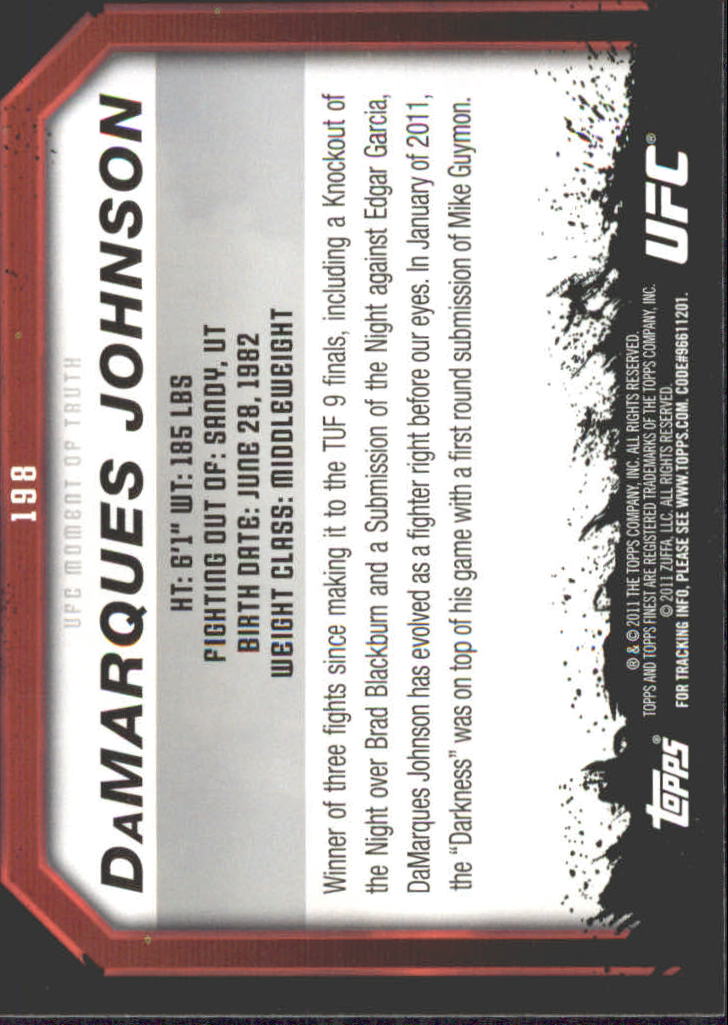 198
UFC MOMENT OF TRUTH
DAMARQUES JOHNSON
HT: 6'1" WT: 185 LBS
FIGHTING OUT OF: SANDY, UT
BIRTH DATE: JUNE 28, 1982
WEIGHT CLASS: MIDDLEWEIGHT
Winner of three fights since making it to the TUF 9 finals, including a Knockout of
the Night over Brad Blackburn and a Submission of the Night against Edgar Garcia,
DaMarques Johnson has evolved as a fighter right before our eyes. In January of 2011,
the "Darkness" was on top of his game with a first round submission of Mike Guymon.
® & © 2011 THE TOPPS COMPANY, INC. ALL RIGHTS RESERVED.
TOPPS AND TOPPS FINEST ARE REGISTERED TRADEMARKS OF THE TOPPS COMPANY, INC.
© 2011 ZUFFA, LLC. ALL RIGHTS RESERVED.
FOR TRACKING INFO, PLEASE SEE WWW.TOPPS.COM. CODE#96611201.
Topps®
UFC®